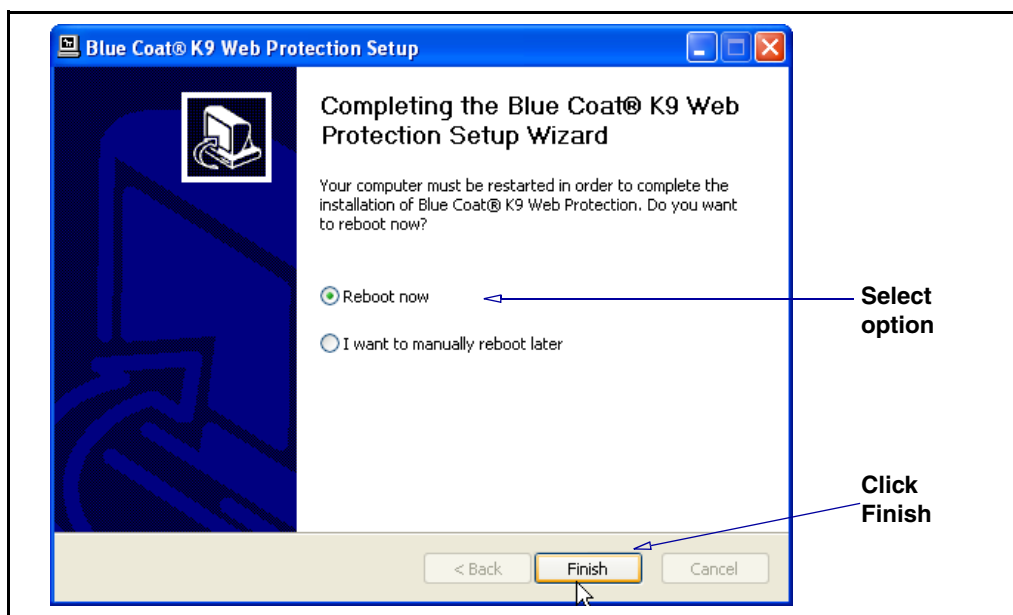 Blue Coat® K9 Web Protection Setup
Completing the Blue Coat® K9 Web
Protection Setup Wizard
Your computer must be restarted in order to complete the
installation of Blue Coat® K9 Web Protection. Do you want
to reboot now?
Reboot now
Select
option
I want to manually reboot later
Click
Finish
< Back
Finish
Cancel